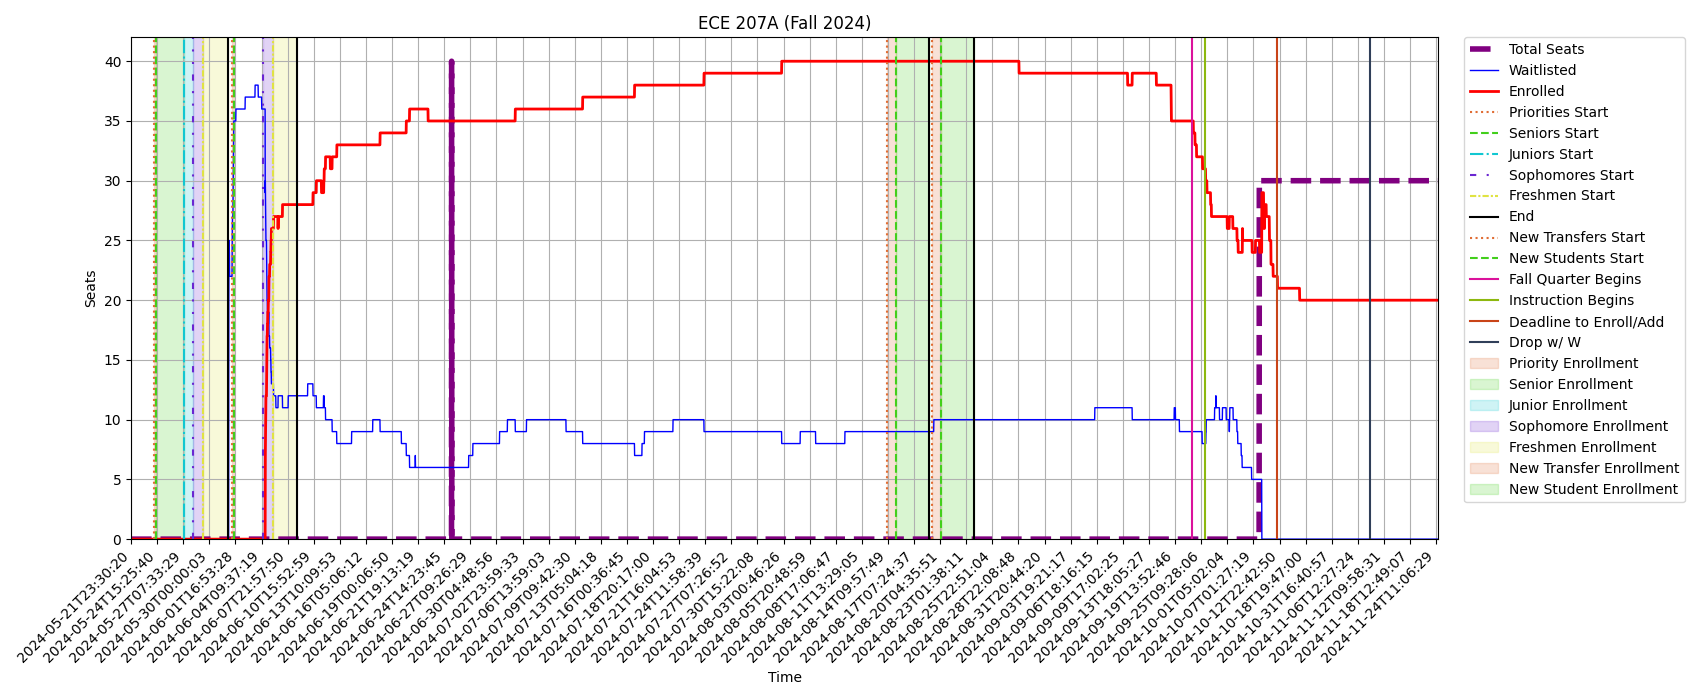 ECE 207A (Fall 2024)
Seats
40
35
30
25
20
15
10
5
0
2024-05-21T23:30:20
2024-05-24T15:25:40
2024-05-27T07:33:29
2024-05-30T00:00:03
2024-06-01T16:53:28
2024-06-04T09:37:19
2024-06-07T21:57:50
2024-06-10T15:52:59
2024-06-13T10:09:53
2024-06-16T05:06:12
2024-06-19T00:06:50
2024-06-21T19:13:19
2024-06-24T14:23:45
2024-06-27T09:26:29
2024-06-30T04:48:56
2024-07-02T23:59:33
2024-07-06T13:59:03
2024-07-09T09:42:30
2024-07-13T05:04:18
2024-07-16T00:36:45
2024-07-18T20:17:00
2024-07-21T16:04:53
2024-07-24T11:58:39
2024-07-27T07:26:52
2024-07-30T15:22:08
2024-08-03T00:46:26
2024-08-05T20:48:59
2024-08-08T17:06:47
2024-08-11T13:29:05
2024-08-14T09:57:49
2024-08-17T07:24:37
2024-08-20T04:35:51
2024-08-23T01:38:11
2024-08-25T22:51:04
2024-08-28T22:08:48
2024-08-31T20:44:20
2024-09-03T19:21:17
2024-09-06T18:16:15
2024-09-09T17:02:25
2024-09-13T18:05:27
2024-09-19T13:52:46
2024-09-25T09:28:06
2024-10-01T05:02:04
2024-10-07T01:27:19
2024-10-12T22:42:50
2024-10-18T19:47:00
2024-10-31T16:40:57
2024-11-06T12:27:24
2024-11-12T09:58:31
2024-11-18T12:49:07
2024-11-24T11:06:29
Time
Total Seats
Waitlisted
Enrolled
Priorities Start
Seniors Start
Juniors Start
Sophomores Start
Freshmen Start
End
New Transfers Start
New Students Start
Fall Quarter Begins
Instruction Begins
Deadline to Enroll/Add
Drop w/ W
Priority Enrollment
Senior Enrollment
Junior Enrollment
Sophomore Enrollment
Freshmen Enrollment
New Transfer Enrollment
New Student Enrollment